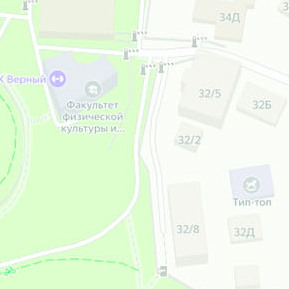 34Д
К Верный
Факультет
физической
культуры и...
32/5
32Б
32/2
Тип-топ
32/8
32Д